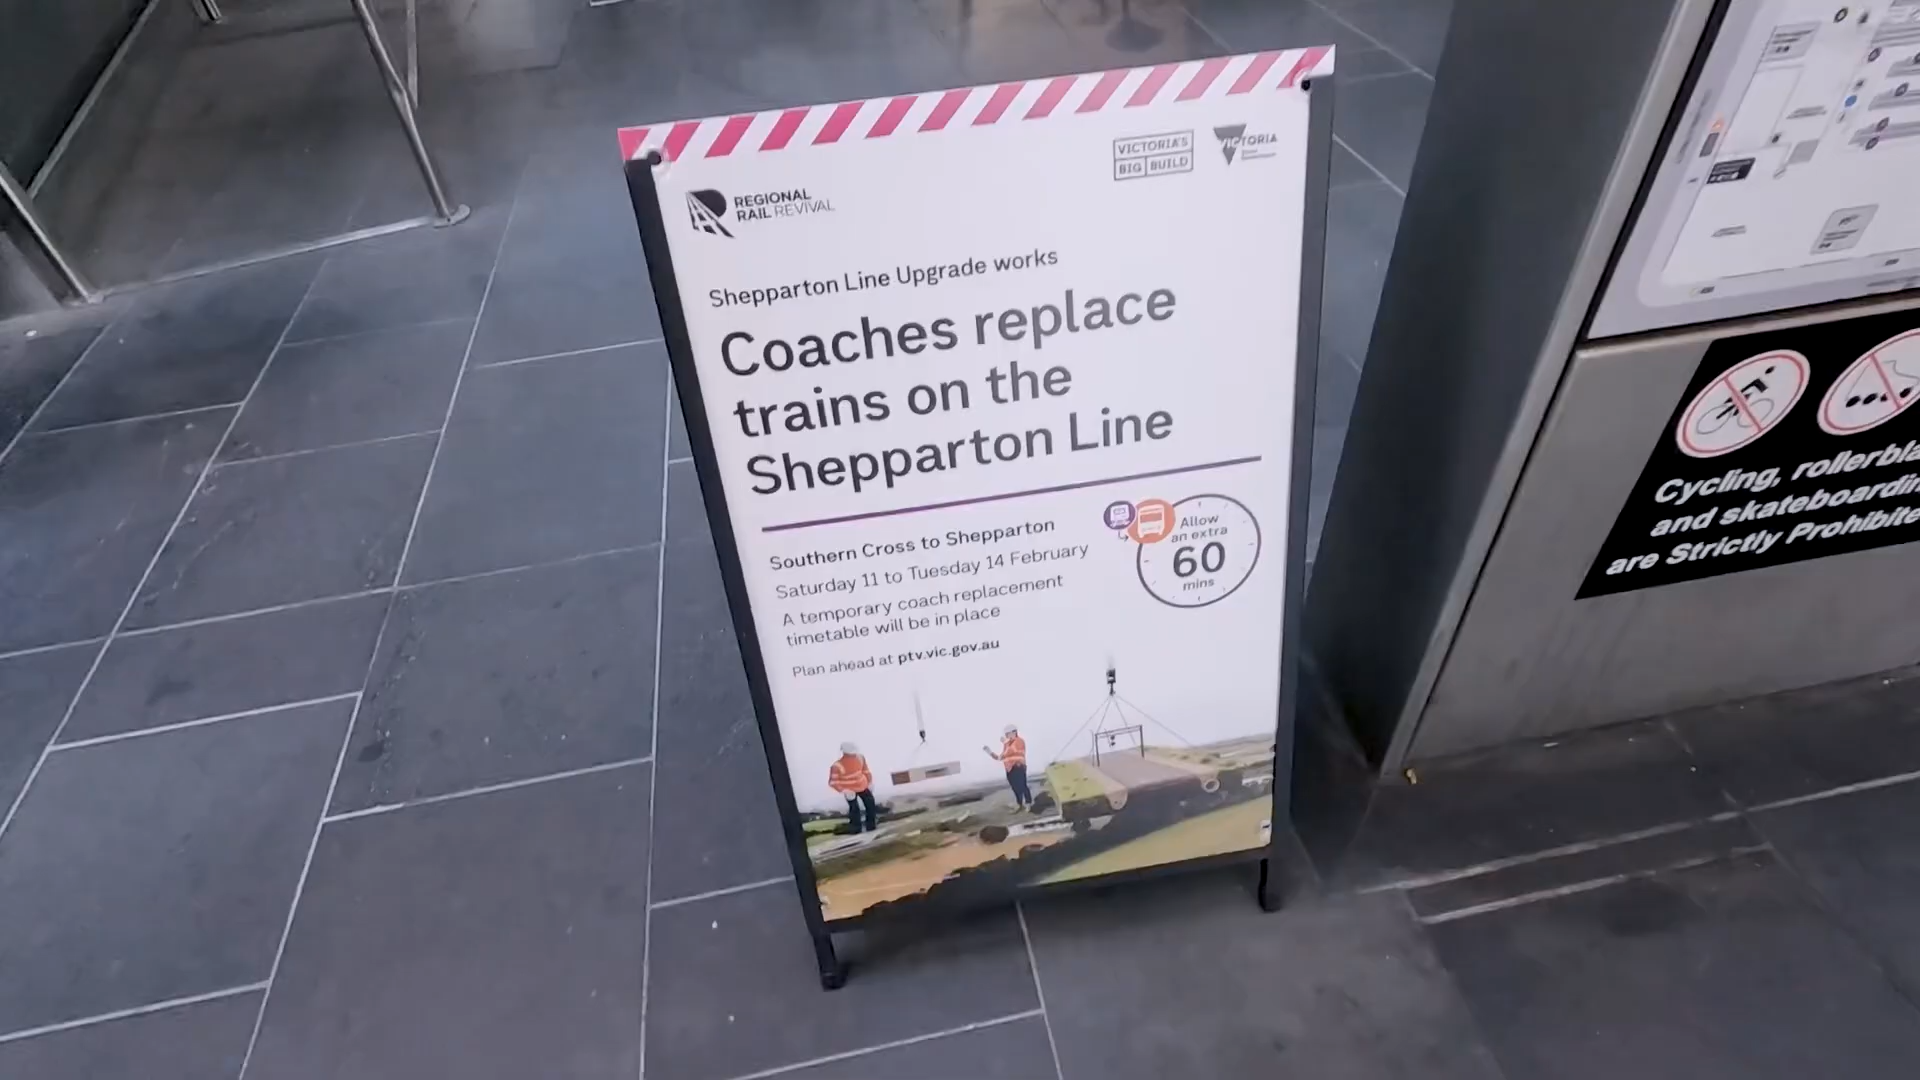 VICTORIA'S
BIG BUILD
VICTORIA
REGIONAL
RAIL REVIVAL
Shepparton Line Upgrade works
Coaches replace
trains on the
Shepparton Line
Southern Cross to Shepparton
Saturday 11 to Tuesday 14 February
A temporary coach replacement
timetable will be in place
Plan ahead at ptv.vic.gov.au
Allow
an extra
60
mins
Cycling, rollerbla
and skateboardin
are Strictly Prohibite